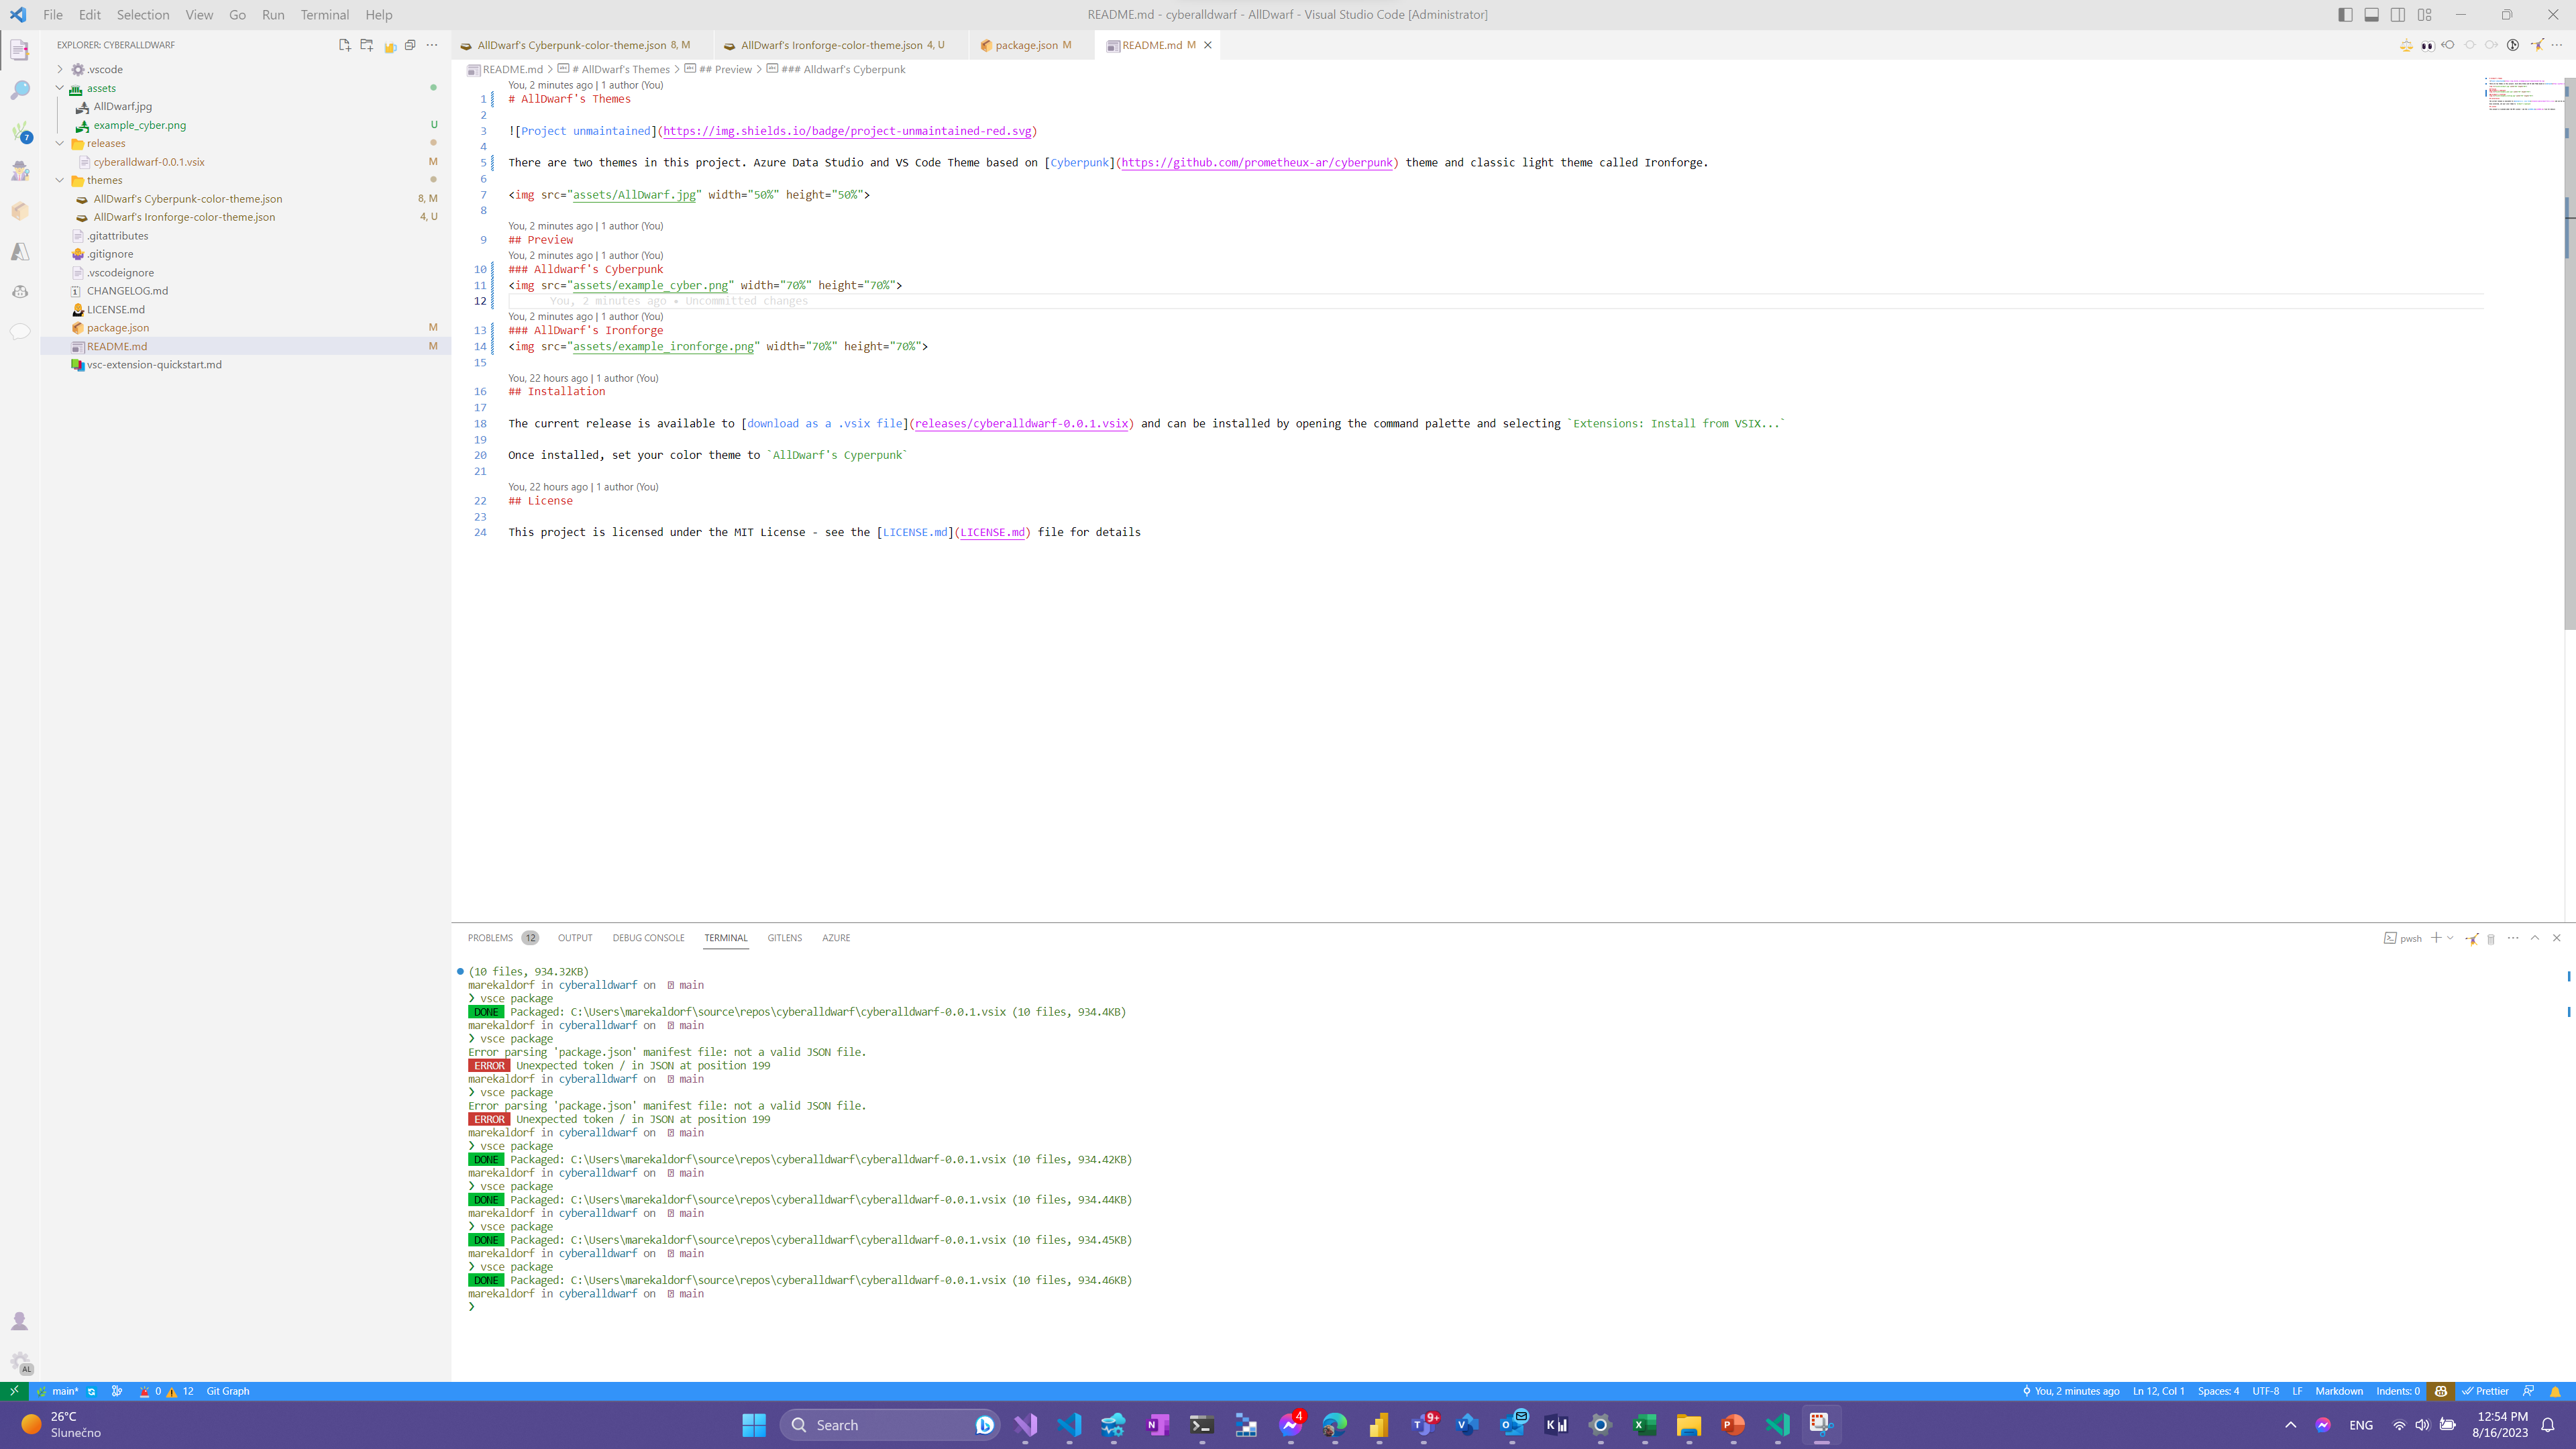 File Edit Selection View Go Run Terminal Help
README.md - cyberalldwarf - AllDwarf - Visual Studio Code [Administrator]
EXPLORER: CYBERALLDWARF
.vscode
assets
AllDwarf.jpg
example_cyber.png U
releases
cyberalldwarf-0.0.1.vsix M
themes
AllDwarf's Cyberpunk-color-theme.json 8, M
AllDwarf's Ironforge-color-theme.json 4, U
.gitattributes
.gitignore
.vscodeignore
CHANGELOG.md
LICENSE.md
package.json M
README.md M
vsc-extension-quickstart.md
7
AL
AllDwarf's Cyberpunk-color-theme.json 8, M
AllDwarf's Ironforge-color-theme.json 4, U
package.json M
README.md M
README.md > # AllDwarf's Themes > ## Preview > ### Alldwarf's Cyberpunk
You, 2 minutes ago | 1 author (You)
1 # AllDwarf's Themes
2
3 ![Project unmaintained](https://img.shields.io/badge/project-unmaintained-red.svg)
4
5 There are two themes in this project. Azure Data Studio and VS Code Theme based on [Cyberpunk](https://github.com/prometheux-ar/cyberpunk) theme and classic light theme called Ironforge.
6
7 <img src="assets/AllDwarf.jpg" width="50%" height="50%">
8
You, 2 minutes ago | 1 author (You)
9 ## Preview
You, 2 minutes ago | 1 author (You)
10 ### Alldwarf's Cyberpunk
11 <img src="assets/example_cyber.png" width="70%" height="70%">
12 You, 2 minutes ago • Uncommitted changes
You, 2 minutes ago | 1 author (You)
13 ### AllDwarf's Ironforge
14 <img src="assets/example_ironforge.png" width="70%" height="70%">
15
You, 22 hours ago | 1 author (You)
16 ## Installation
17
18 The current release is available to [download as a .vsix file](releases/cyberalldwarf-0.0.1.vsix) and can be installed by opening the command palette and selecting `Extensions: Install from VSIX...`
19
20 Once installed, set your color theme to `AllDwarf's Cyperpunk`
21
You, 22 hours ago | 1 author (You)
22 ## License
23
24 This project is licensed under the MIT License - see the [LICENSE.md](LICENSE.md) file for details
PROBLEMS 12 OUTPUT DEBUG CONSOLE TERMINAL GITLENS AZURE
pwsh
(10 files, 934.32KB)
marekaldorf in cyberalldwarf on main
❯ vsce package
DONE Packaged: C:\Users\marekaldorf\source\repos\cyberalldwarf\cyberalldwarf-0.0.1.vsix (10 files, 934.4KB)
marekaldorf in cyberalldwarf on main
❯ vsce package
Error parsing 'package.json' manifest file: not a valid JSON file.
ERROR Unexpected token / in JSON at position 199
marekaldorf in cyberalldwarf on main
❯ vsce package
Error parsing 'package.json' manifest file: not a valid JSON file.
ERROR Unexpected token / in JSON at position 199
marekaldorf in cyberalldwarf on main
❯ vsce package
DONE Packaged: C:\Users\marekaldorf\source\repos\cyberalldwarf\cyberalldwarf-0.0.1.vsix (10 files, 934.42KB)
marekaldorf in cyberalldwarf on main
❯ vsce package
DONE Packaged: C:\Users\marekaldorf\source\repos\cyberalldwarf\cyberalldwarf-0.0.1.vsix (10 files, 934.44KB)
marekaldorf in cyberalldwarf on main
❯ vsce package
DONE Packaged: C:\Users\marekaldorf\source\repos\cyberalldwarf\cyberalldwarf-0.0.1.vsix (10 files, 934.45KB)
marekaldorf in cyberalldwarf on main
❯ vsce package
DONE Packaged: C:\Users\marekaldorf\source\repos\cyberalldwarf\cyberalldwarf-0.0.1.vsix (10 files, 934.46KB)
marekaldorf in cyberalldwarf on main
❯
main* 0 12 Git Graph
You, 2 minutes ago Ln 12, Col 1 Spaces: 4 UTF-8 LF Markdown Indents: 0 Prettier
26°C
Slunečno
Search
4
9+
ENG
12:54 PM
8/16/2023